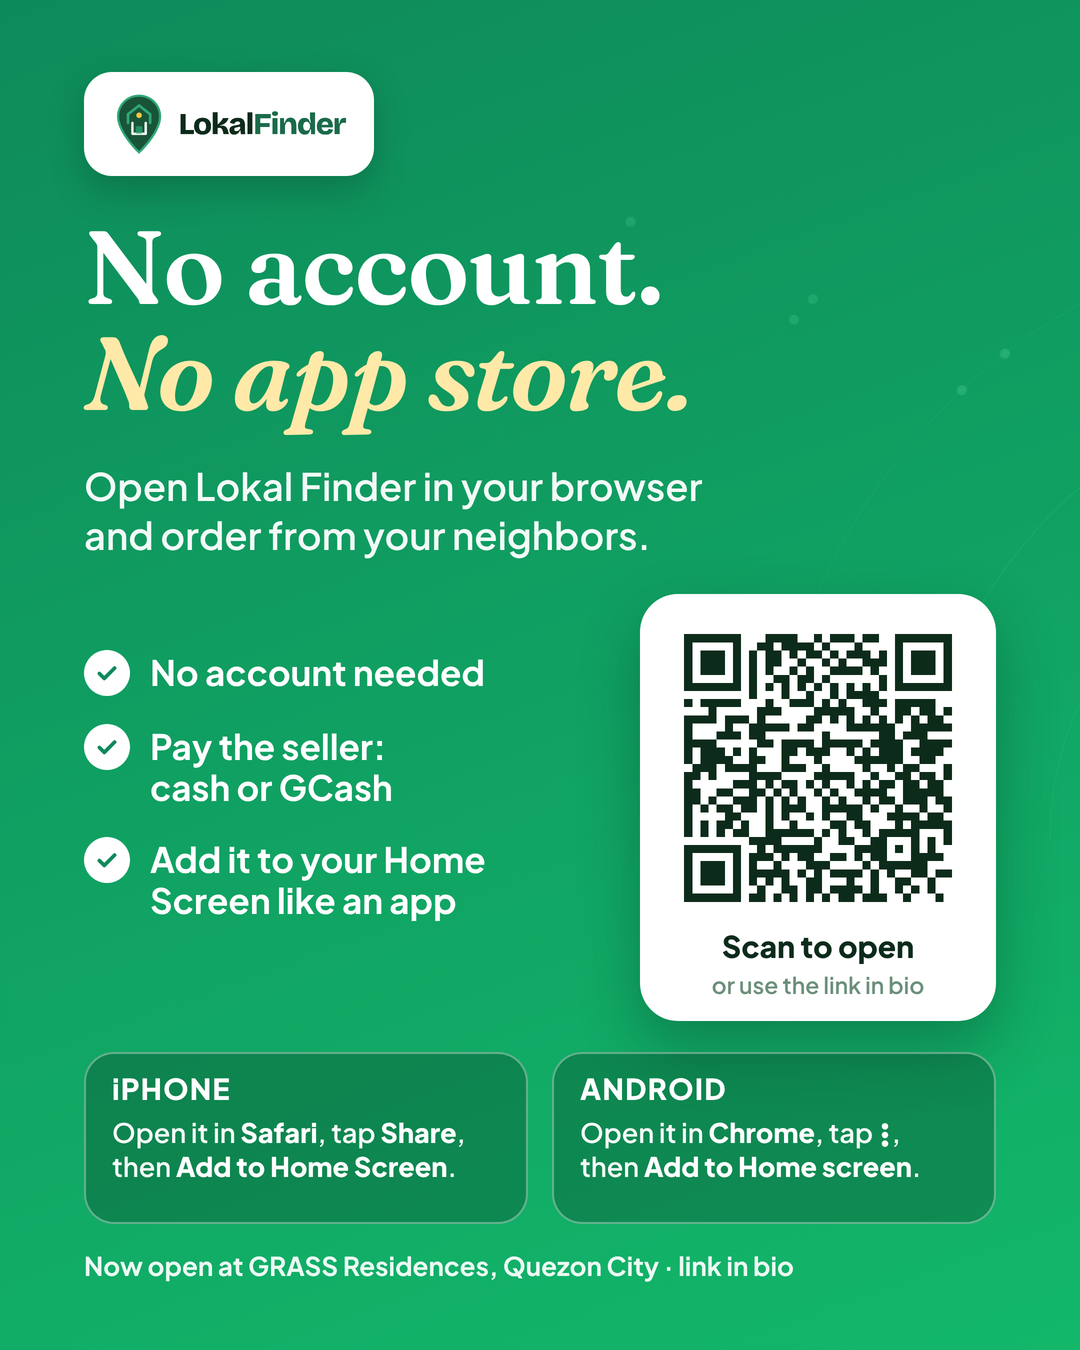 LokalFinder
No account.
No app store.
Open Lokal Finder in your browser
and order from your neighbors.
No account needed
Pay the seller:
cash or GCash
Add it to your Home
Screen like an app
Scan to open
or use the link in bio
iPHONE
Open it in Safari, tap Share,
then Add to Home Screen.
ANDROID
Open it in Chrome, tap ⋮,
then Add to Home screen.
Now open at GRASS Residences, Quezon City · link in bio